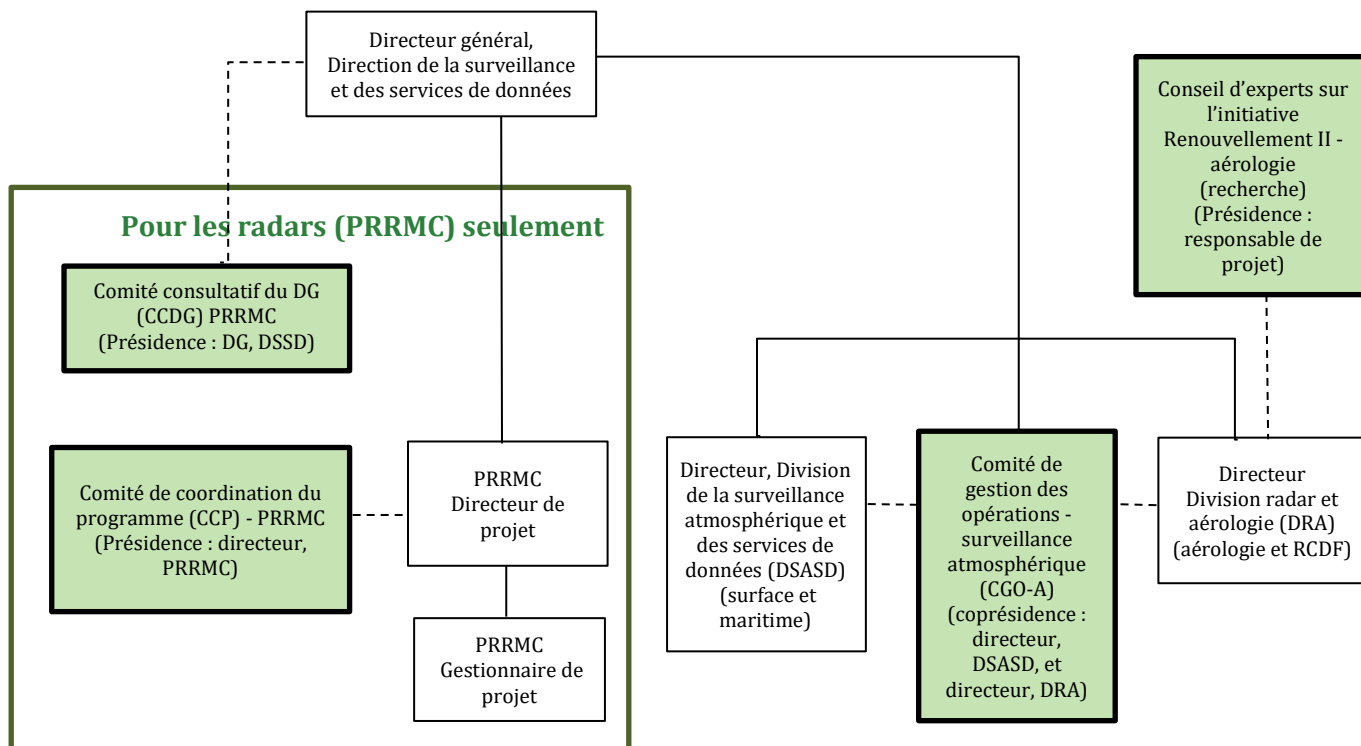 Directeur général,
Direction de la surveillance
et des services de données
Conseil d'experts sur
l'initiative
Renouvellement II -
aérologie
(recherche)
(Présidence :
responsable de
projet)
Pour les radars (PRRMC) seulement
Comité consultatif du DG
(CCDG) PRRMC
(Présidence : DG, DSSD)
Comité de coordination du
programme (CCP) - PRRMC
(Présidence : directeur,
PRRMC)
PRRMC
Directeur de
projet
PRRMC
Gestionnaire de
projet
Directeur, Division
de la surveillance
atmosphérique et
des services de
données (DSASD)
(surface et
maritime)
Comité de
gestion des
opérations -
surveillance
atmosphérique
(CGO-A)
(coprésidence :
directeur,
DSASD, et
directeur, DRA)
Directeur
Division radar et
aérologie (DRA)
(aérologie et RCDF)